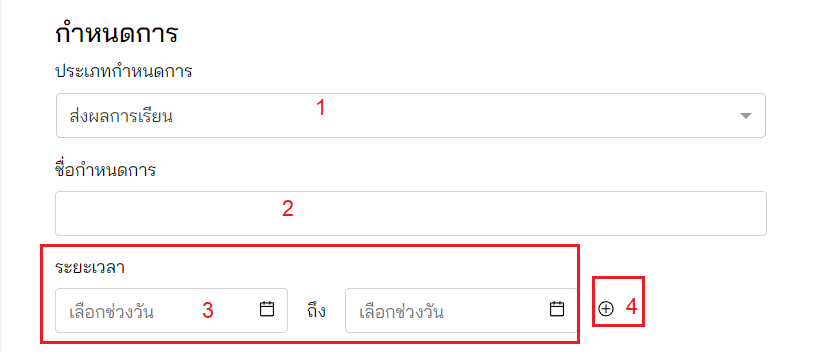 กำหนดการ
ประเภทกำหนดการ
ส่งผลการเรียน 1
ชื่อกำหนดการ
2
ระยะเวลา
เลือกช่วงวัน 3 ถึง เลือกช่วงวัน 4